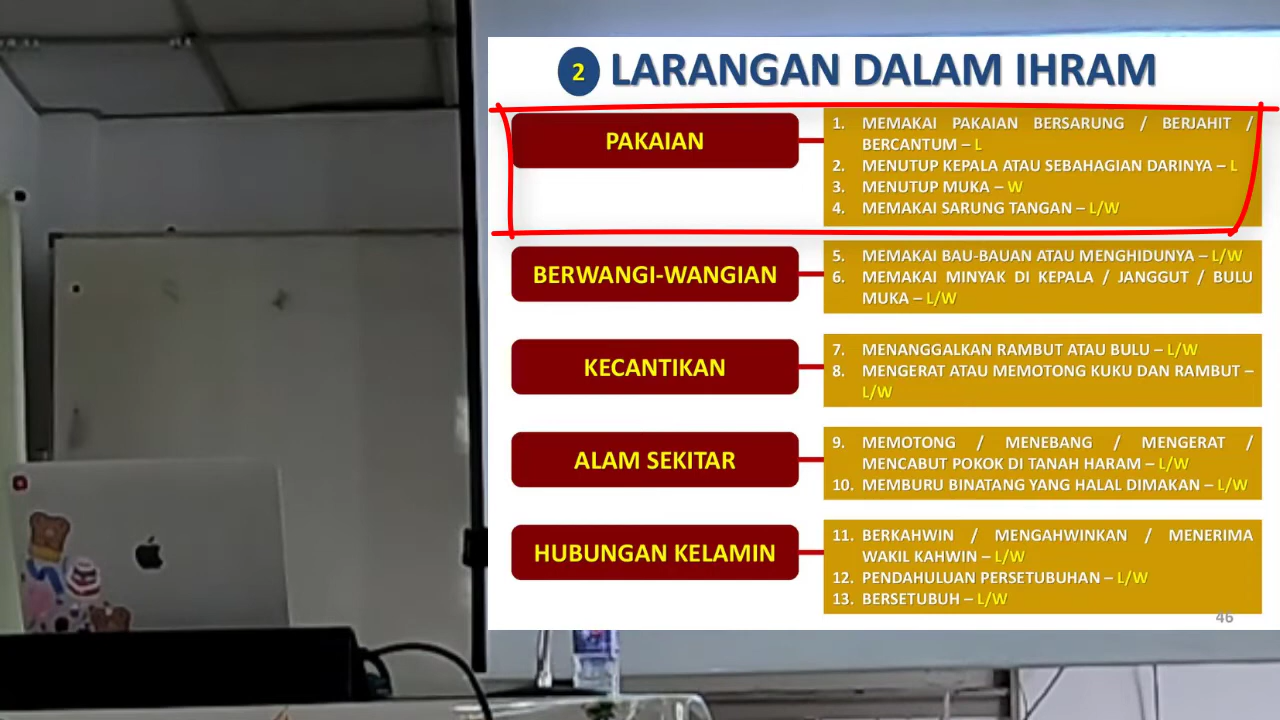 2 LARANGAN DALAM IHRAM
PAKAIAN
1. MEMAKAI PAKAIAN BERSARUNG / BERJAHIT /
BERCANTUM – L
2. MENUTUP KEPALA ATAU SEBAHAGIAN DARINYA – L
3. MENUTUP MUKA – W
4. MEMAKAI SARUNG TANGAN – L/W
BERWANGI-WANGIAN
5. MEMAKAI BAU-BAUAN ATAU MENGHIDUNYA – L/W
6. MEMAKAI MINYAK DI KEPALA / JANGGUT / BULU
MUKA – L/W
KECANTIKAN
7. MENANGGALKAN RAMBUT ATAU BULU – L/W
8. MENGERAT ATAU MEMOTONG KUKU DAN RAMBUT –
L/W
ALAM SEKITAR
9. MEMOTONG / MENEBANG / MENGERAT /
MENCABUT POKOK DI TANAH HARAM – L/W
10. MEMBURU BINATANG YANG HALAL DIMAKAN – L/W
HUBUNGAN KELAMIN
11. BERKAHWIN / MENGAHWINKAN / MENERIMA
WAKIL KAHWIN – L/W
12. PENDAHULUAN PERSETUBUHAN – L/W
13. BERSETUBUH – L/W
46